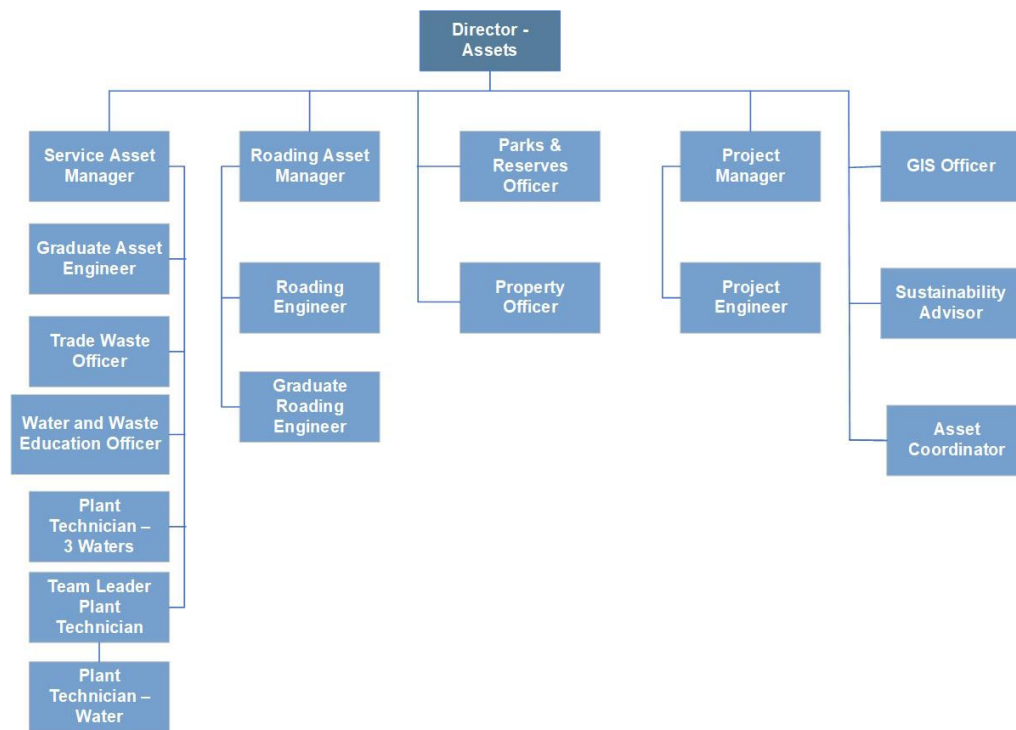 Director -
Assets
Service Asset
Manager
Roading Asset
Manager
Parks &
Reserves
Officer
Project
Manager
GIS Officer
Graduate Asset
Engineer
Roading
Engineer
Property
Officer
Project
Engineer
Sustainability
Advisor
Trade Waste
Officer
Graduate
Roading
Engineer
Water and Waste
Education Officer
Asset
Coordinator
Plant
Technician –
3 Waters
Team Leader
Plant
Technician
Plant
Technician –
Water